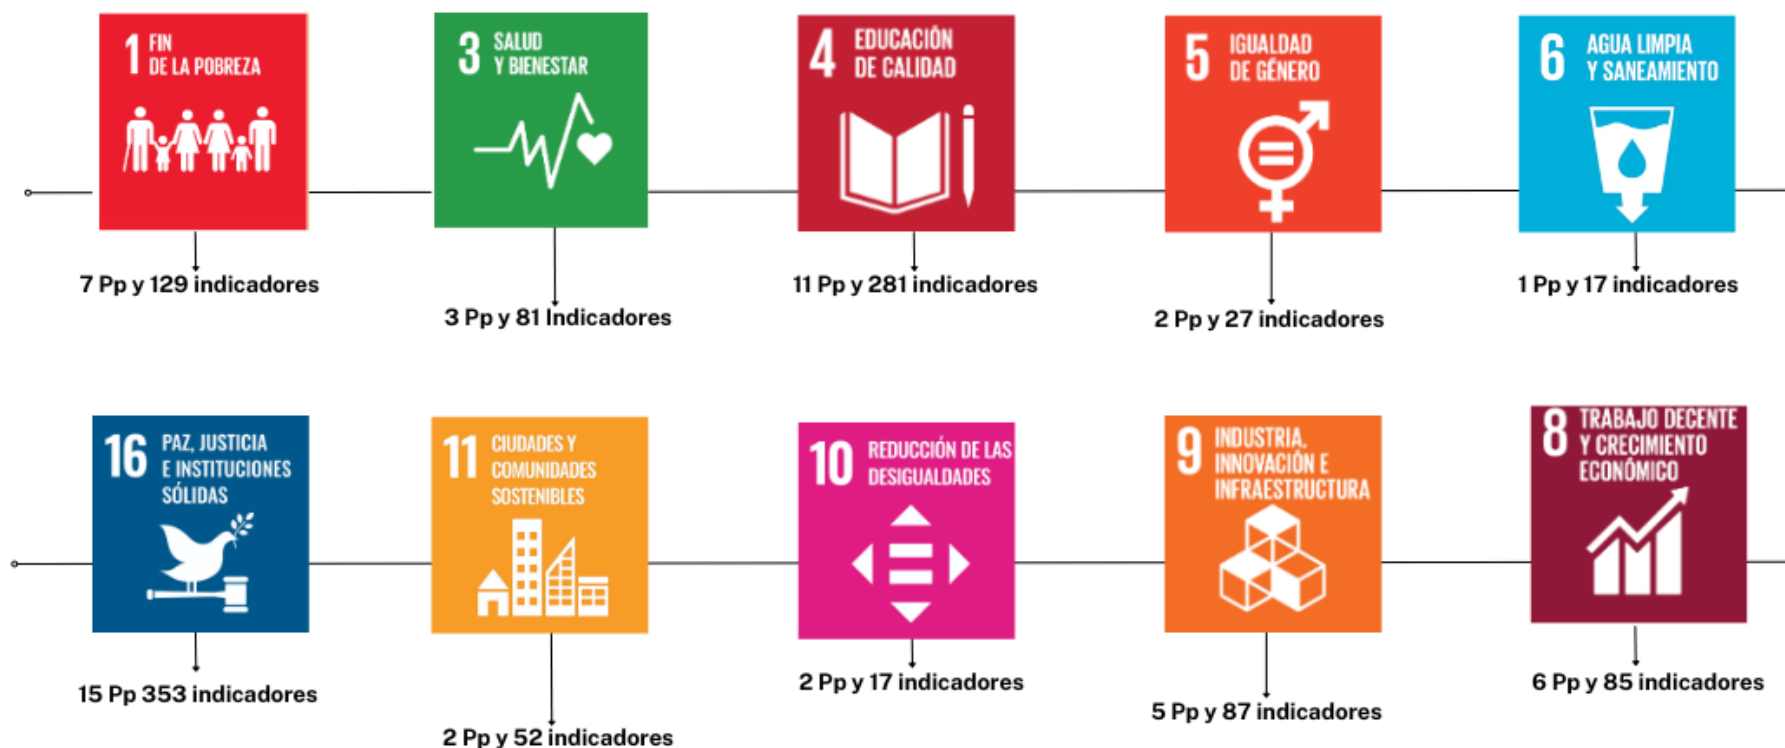 1 FIN
DE LA POBREZA
7 Pp y 129 indicadores
3 SALUD
Y BIENESTAR
3 Pp y 81 Indicadores
4 EDUCACIÓN
DE CALIDAD
11 Pp y 281 indicadores
5 IGUALDAD
DE GÉNERO
2 Pp y 27 indicadores
6 AGUA LIMPIA
Y SANEAMIENTO
1 Pp y 17 indicadores
16 PAZ, JUSTICIA
E INSTITUCIONES
SÓLIDAS
15 Pp 353 indicadores
11 CIUDADES Y
COMUNIDADES
SOSTENIBLES
2 Pp y 52 indicadores
10 REDUCCIÓN DE LAS
DESIGUALDADES
2 Pp y 17 indicadores
9 INDUSTRIA,
INNOVACIÓN E
INFRAESTRUCTURA
5 Pp y 87 indicadores
8 TRABAJO DECENTE
Y CRECIMIENTO
ECONÓMICO
6 Pp y 85 indicadores